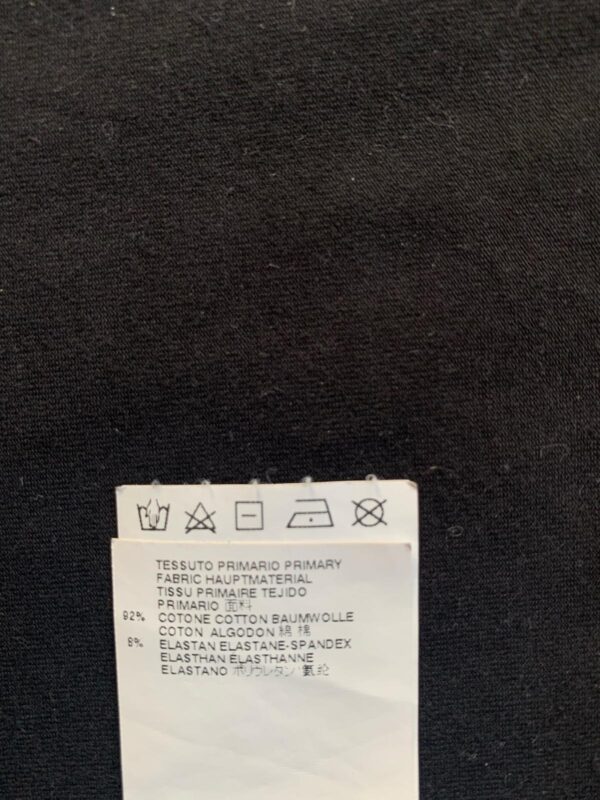 TESSUTO PRIMARIO PRIMARY
FABRIC HAUPTMATERIAL
TISSU PRIMAIRE TEJIDO
PRIMARIO 面料
92% COTONE COTTON BAUMWOLLE
COTON ALGODON 綿 棉
8% ELASTAN ELASTANE-SPANDEX
ELASTHAN ELASTHANNE
ELASTANO ポリウレタン 氨纶